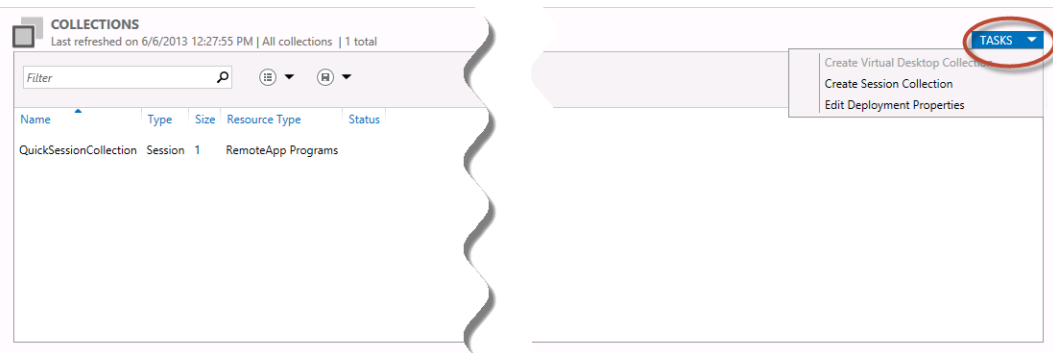 COLLECTIONS
Last refreshed on 6/6/2013 12:27:55 PM | All collections | 1 total
TASKS
Filter
Create Virtual Desktop Collection
Create Session Collection
Edit Deployment Properties
Name Type Size Resource Type Status
QuickSessionCollection Session 1 RemoteApp Programs